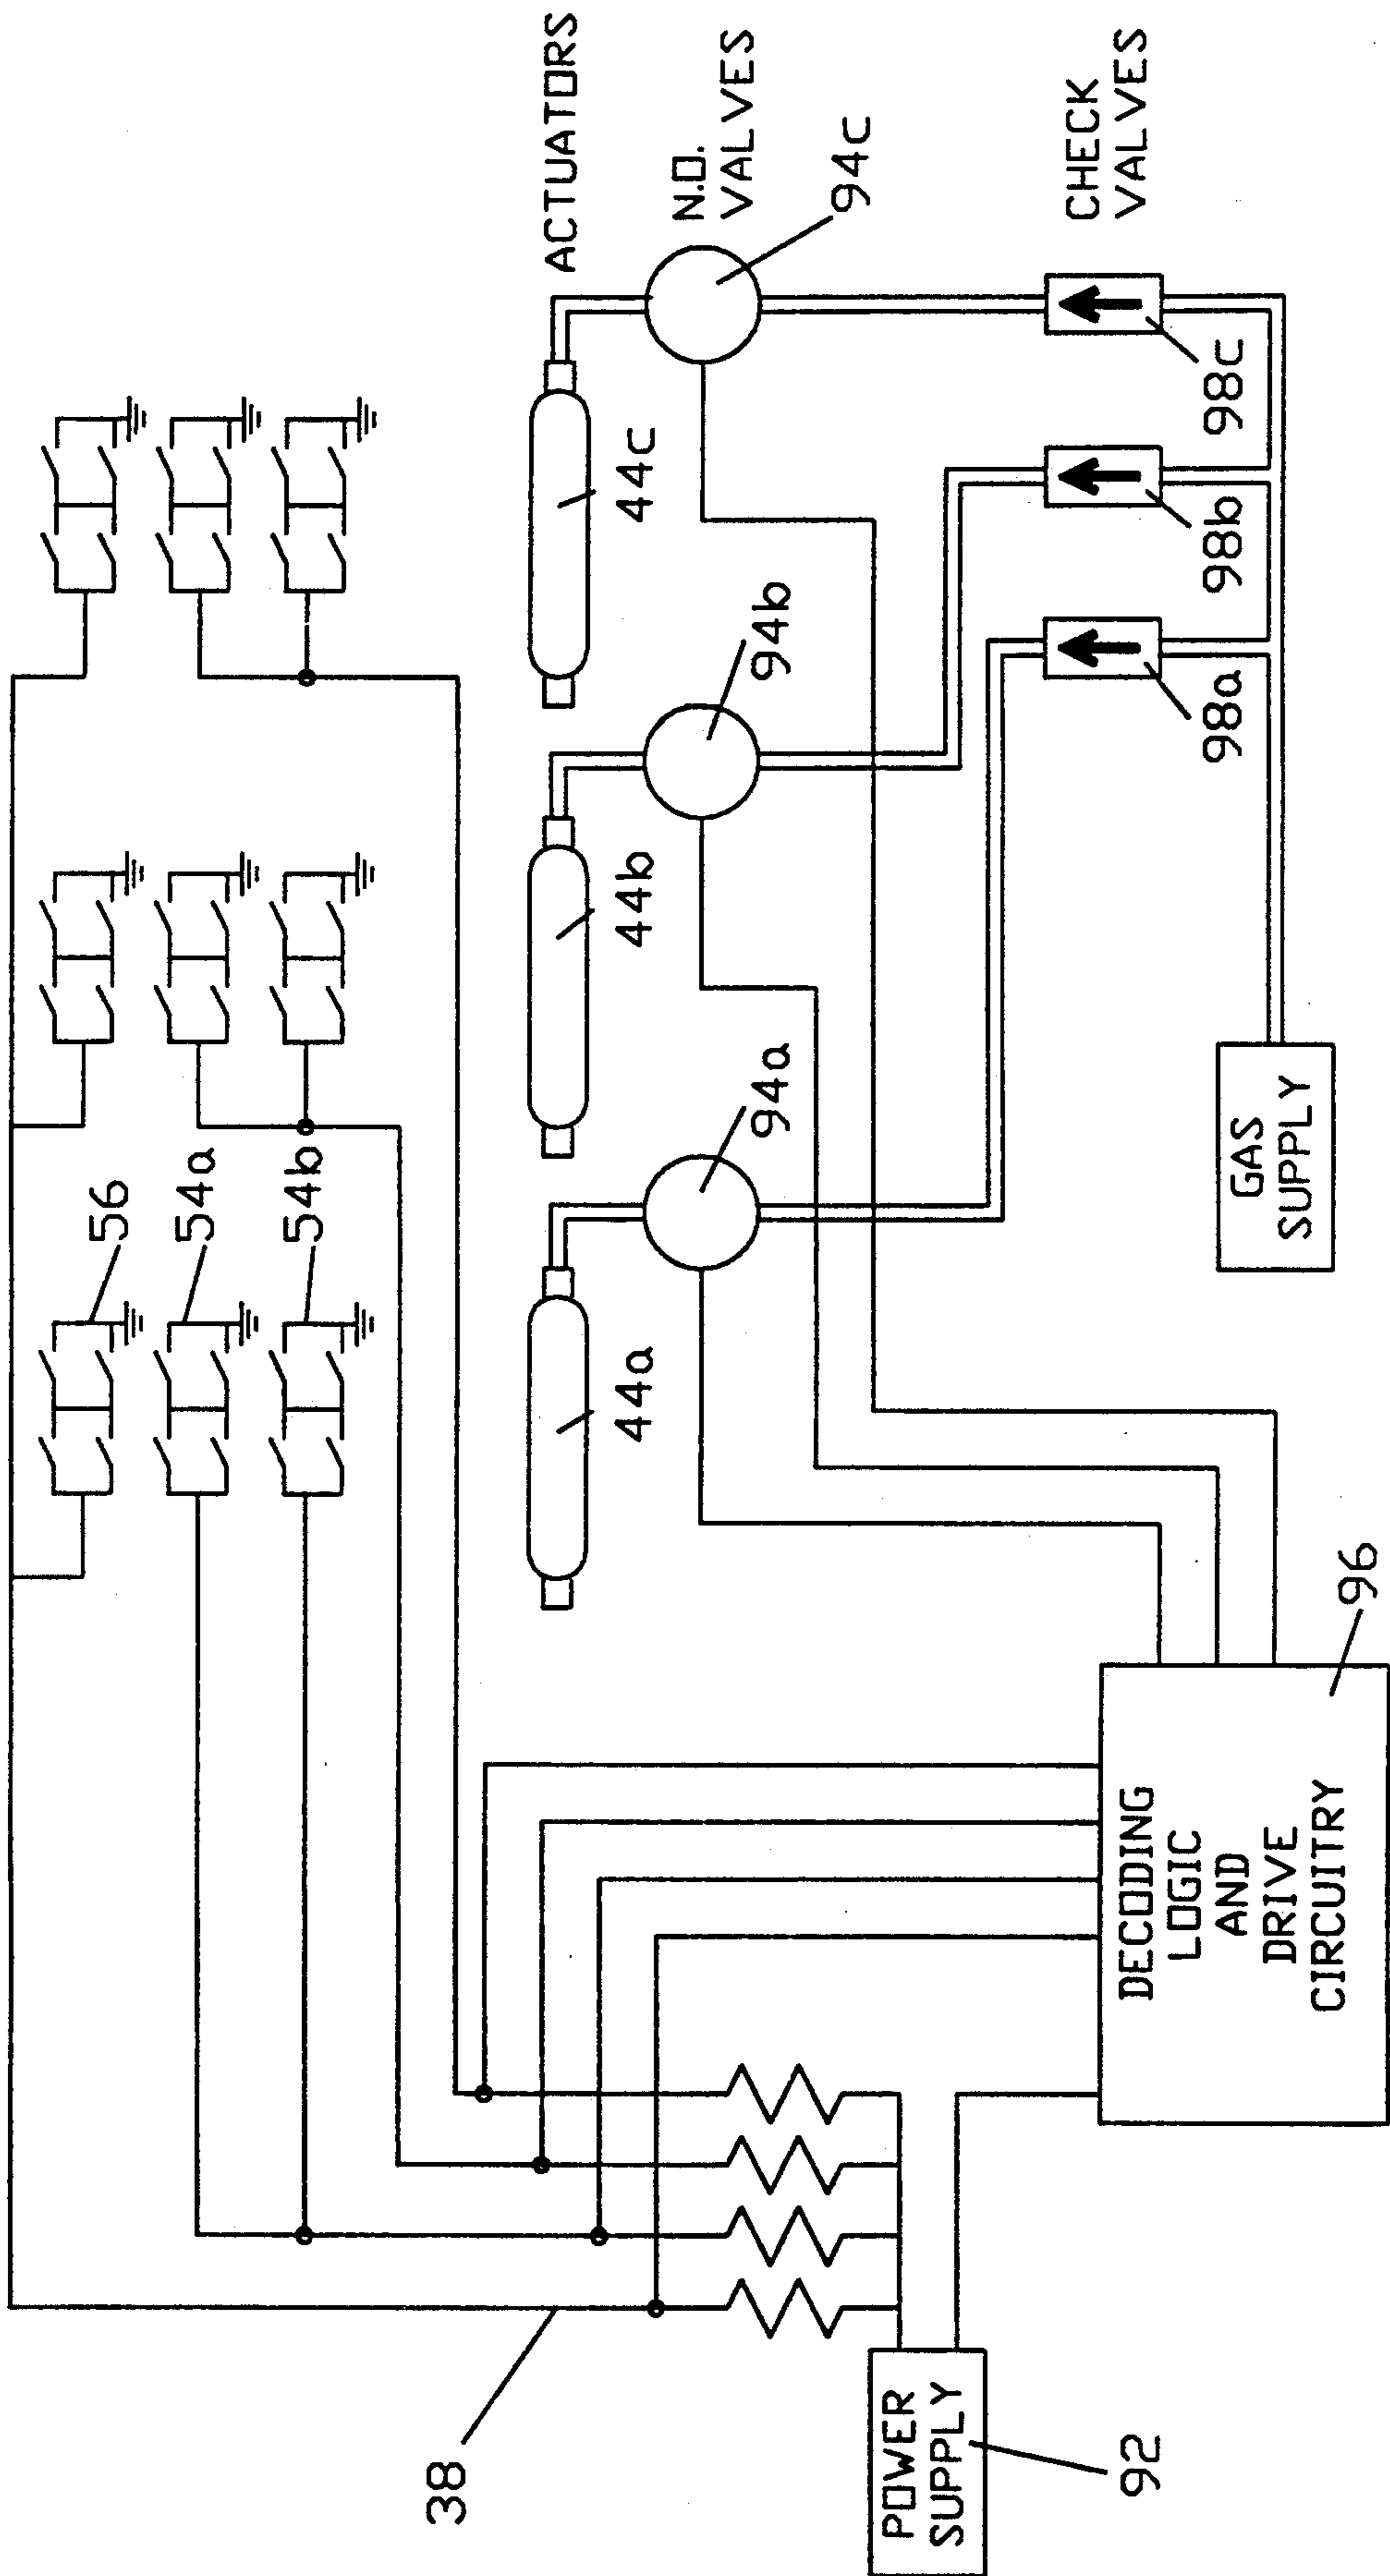 56
54a
54b
38
ACTUATORS
44a
44b
44c
N.O.
VALVES
94a
94b
94c
CHECK
VALVES
98a
98b
98c
POWER
SUPPLY
92
DECODING
LOGIC
AND
DRIVE
CIRCUITRY
96
GAS
SUPPLY